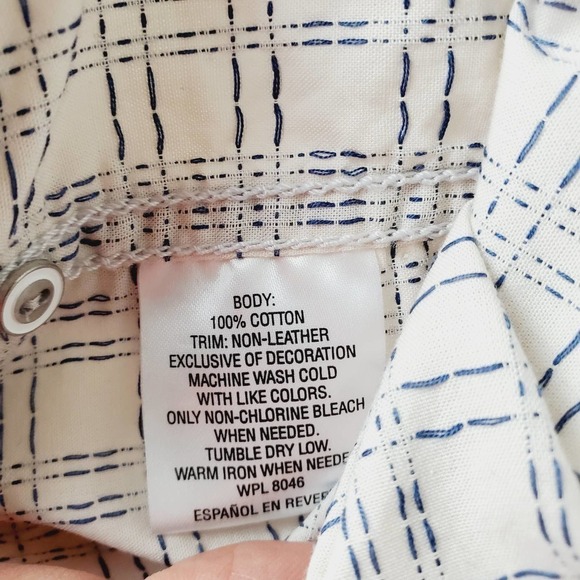 BODY:
100% COTTON
TRIM: NON-LEATHER
EXCLUSIVE OF DECORATION
MACHINE WASH COLD
WITH LIKE COLORS.
ONLY NON-CHLORINE BLEACH
WHEN NEEDED.
TUMBLE DRY LOW.
WARM IRON WHEN NEEDE
WPL 8046
ESPAÑOL EN REVER